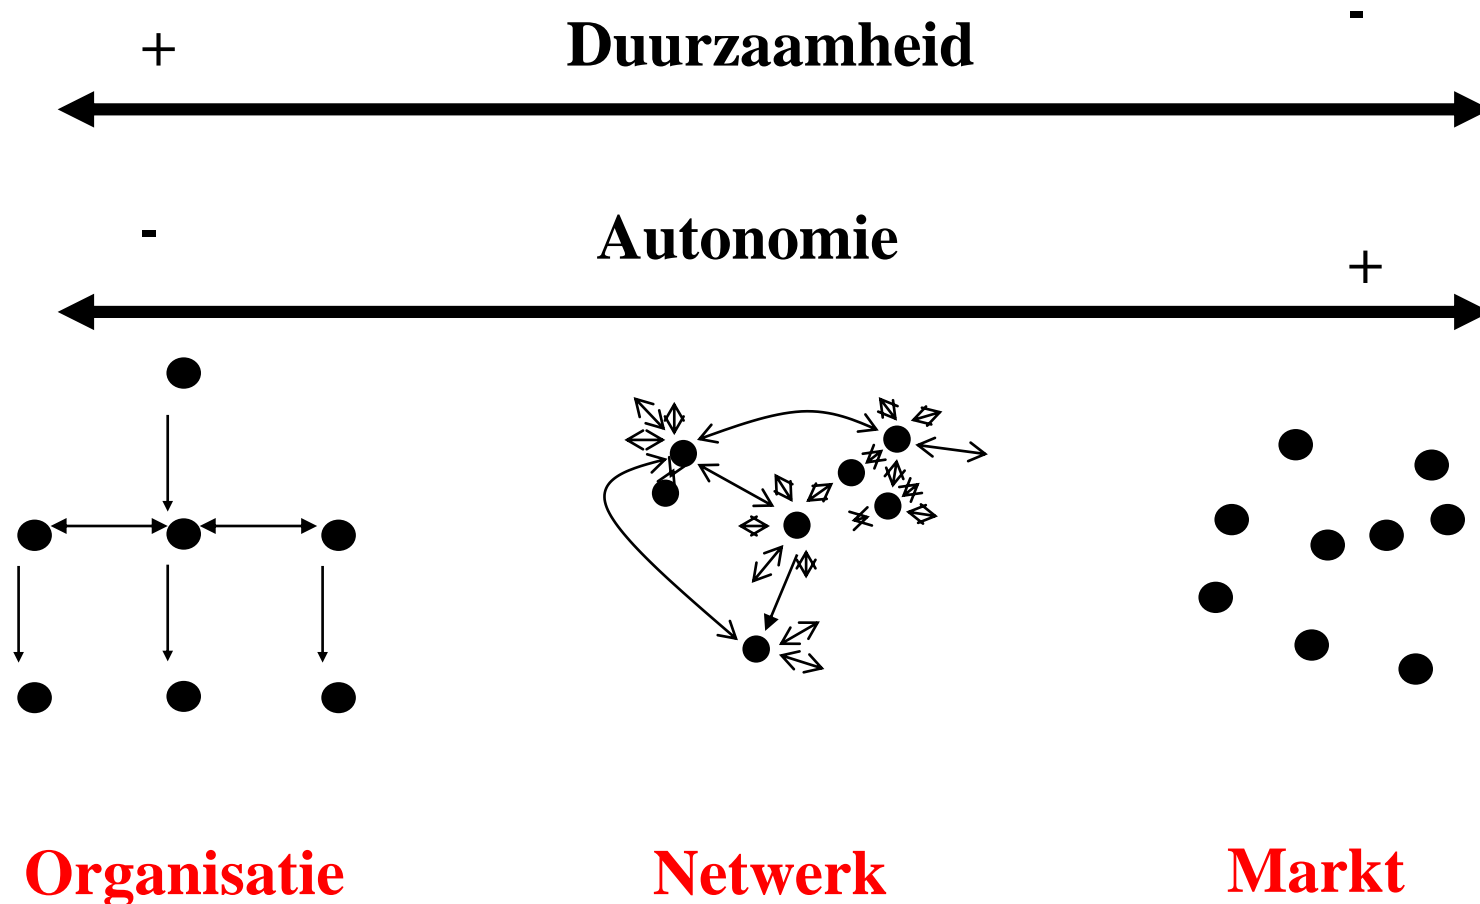 + Duurzaamheid -
- Autonomie +
Organisatie Netwerk Markt